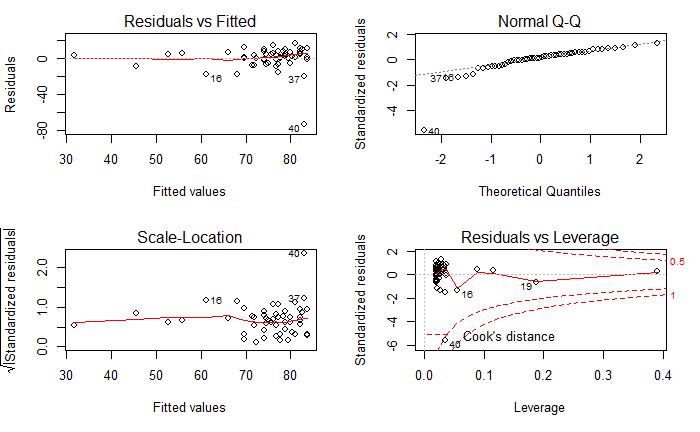 Residuals vs Fitted
Residuals
0
-40
-80
16
37
40
30 40 50 60 70 80
Fitted values
Normal Q-Q
Standardized residuals
2
0
-2
-4
37
16
40
-2 -1 0 1 2
Theoretical Quantiles
Scale-Location
√|Standardized residuals|
2.0
1.0
0.0
40
16
37
30 40 50 60 70 80
Fitted values
Residuals vs Leverage
Standardized residuals
2
0
-2
-4
-6
0.5
1
16
19
40
Cook's distance
0.0 0.1 0.2 0.3 0.4
Leverage